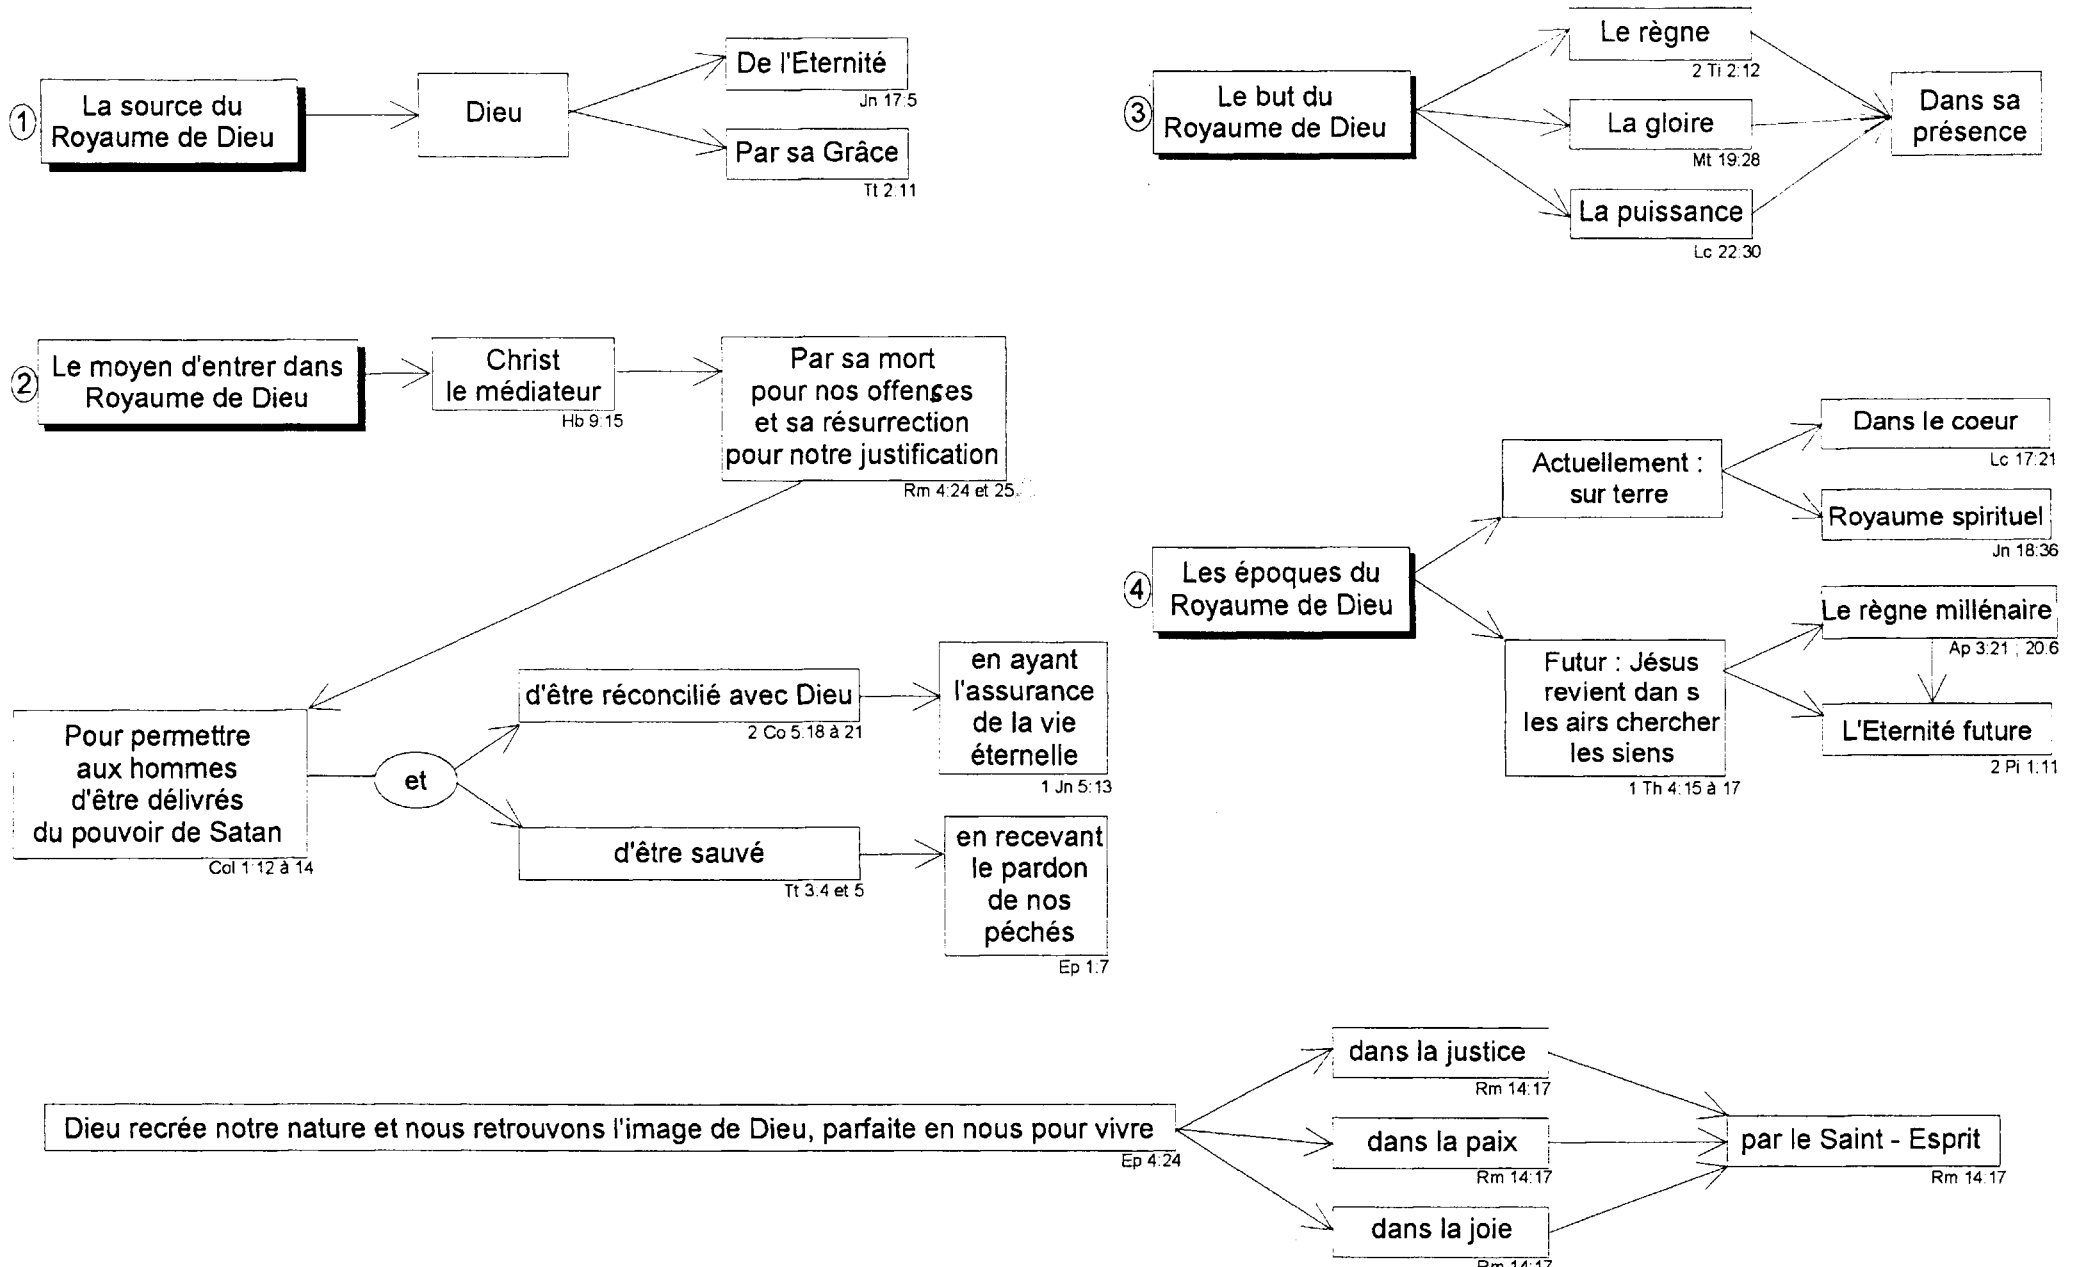 1
La source du
Royaume de Dieu
Dieu
De l'Eternité
Jn 17:5
Par sa Grâce
Tt 2:11
2
Le moyen d'entrer dans
Royaume de Dieu
Christ
le médiateur
Hb 9:15
Par sa mort
pour nos offenses
et sa résurrection
pour notre justification
Rm 4:24 et 25
Pour permettre
aux hommes
d'être délivrés
du pouvoir de Satan
Col 1:12 à 14
et
d'être réconcilié avec Dieu
2 Co 5:18 à 21
en ayant
l'assurance
de la vie
éternelle
1 Jn 5:13
d'être sauvé
Tt 3:4 et 5
en recevant
le pardon
de nos
péchés
Ep 1:7
3
Le but du
Royaume de Dieu
Le règne
2 Ti 2:12
La gloire
Mt 19:28
La puissance
Lc 22:30
Dans sa
présence
4
Les époques du
Royaume de Dieu
Actuellement :
sur terre
Dans le coeur
Lc 17:21
Royaume spirituel
Jn 18:36
Futur : Jésus
revient dan s
les airs chercher
les siens
1 Th 4:15 à 17
Le règne millénaire
Ap 3:21 ; 20:6
L'Eternité future
2 Pi 1:11
Dieu recrée notre nature et nous retrouvons l'image de Dieu, parfaite en nous pour vivre
Ep 4:24
dans la justice
Rm 14:17
dans la paix
Rm 14:17
dans la joie
Rm 14:17
par le Saint - Esprit
Rm 14:17